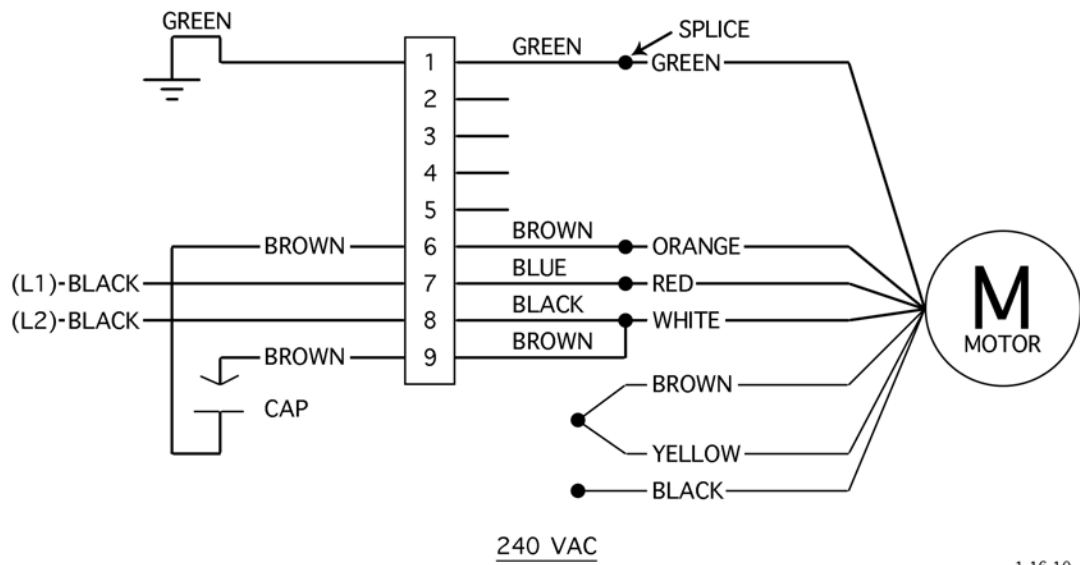 GREEN
SPLICE
1 GREEN GREEN
2
3
4
5
BROWN 6 BROWN ORANGE
(L1)-BLACK 7 BLUE RED
(L2)-BLACK 8 BLACK WHITE
BROWN 9 BROWN
M
MOTOR
CAP
BROWN
YELLOW
BLACK
240 VAC